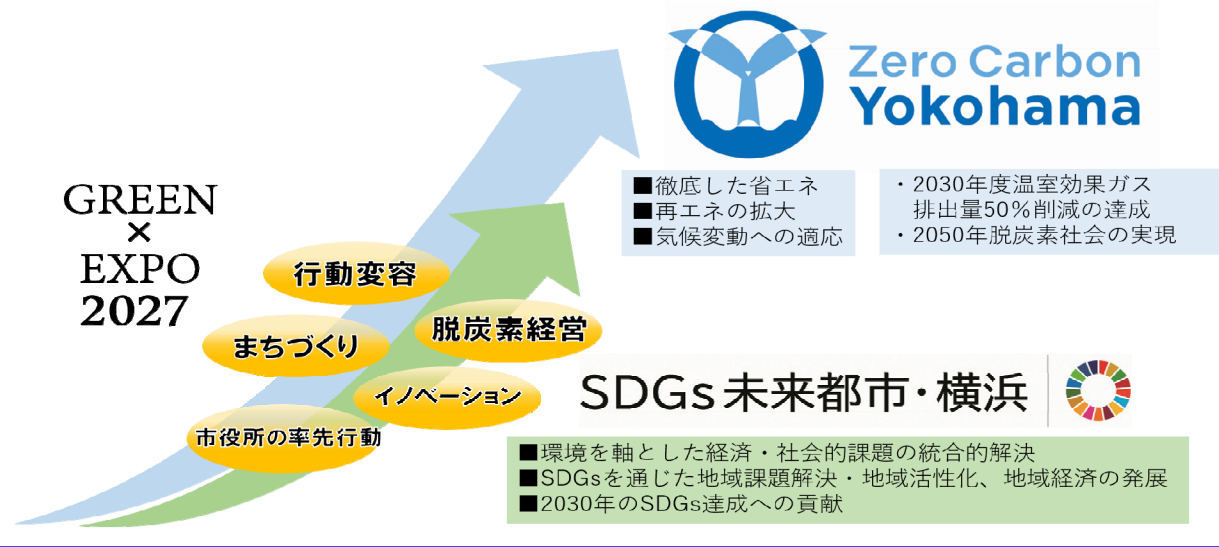 Zero Carbon
Yokohama
■徹底した省エネ
■再エネの拡大
■気候変動への適応
・2030年度温室効果ガス
排出量50％削減の達成
・2050年脱炭素社会の実現
GREEN
×
EXPO
2027
行動変容
脱炭素経営
まちづくり
イノベーション
市役所の率先行動
SDGs未来都市・横浜
■環境を軸とした経済・社会的課題の統合的解決
■SDGsを通じた地域課題解決・地域活性化、地域経済の発展
■2030年のSDGs達成への貢献